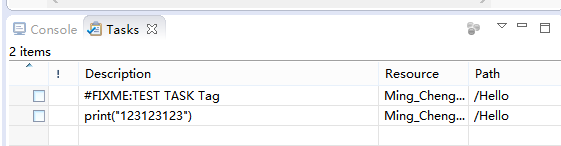 Console Tasks
2 items
! Description Resource Path
#FIXME:TEST TASK Tag Ming_Cheng... /Hello
print("123123123") Ming_Cheng... /Hello